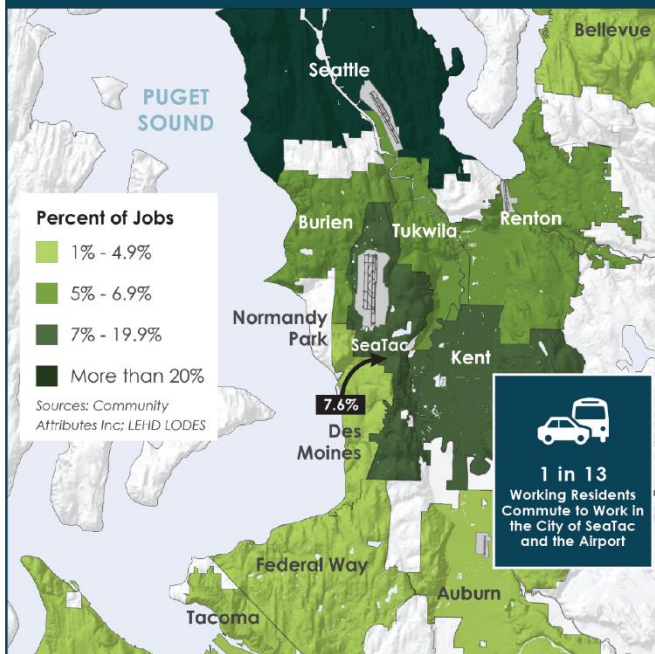 Bellevue
Seattle
PUGET
SOUND
Percent of Jobs
1% - 4.9%
5% - 6.9%
7% - 19.9%
More than 20%
Sources: Community
Attributes Inc; LEHD LODES
Burien
Tukwila
Renton
Normandy
Park
SeaTac
Kent
7.6%
Des
Moines
1 in 13
Working Residents
Commute to Work in
the City of SeaTac
and the Airport
Federal Way
Auburn
Tacoma